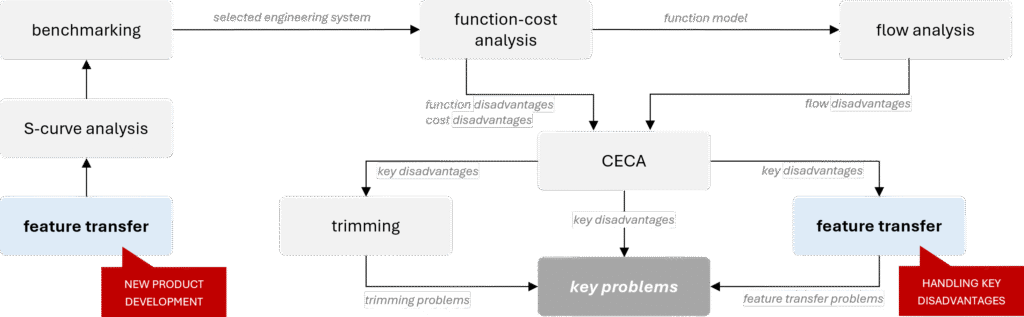 benchmarking
selected engineering system
function-cost
analysis
function model
flow analysis
function disadvantages
cost disadvantages
flow disadvantages
S-curve analysis
CECA
key disadvantages
key disadvantages
key disadvantages
feature transfer
trimming
feature transfer
NEW PRODUCT
DEVELOPMENT
trimming problems
key problems
feature transfer problems
HANDLING KEY
DISADVANTAGES